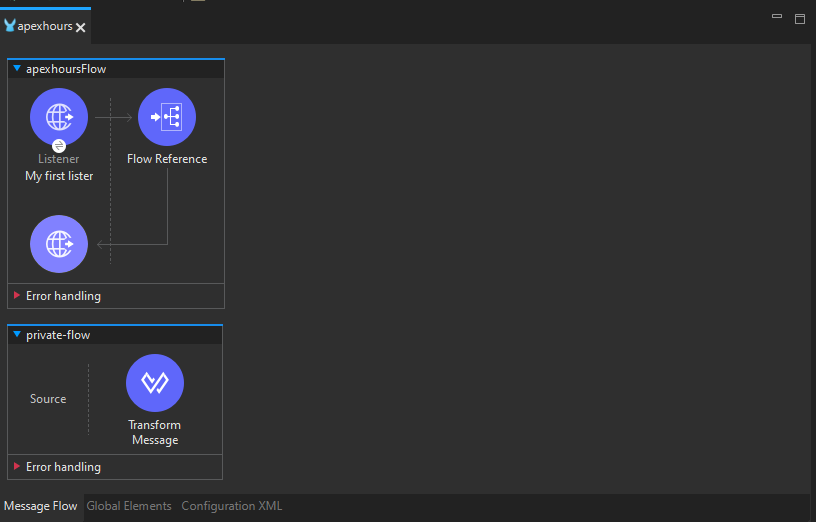 apexhours
apexhoursFlow
Listener
My first lister
Flow Reference
Error handling
private-flow
Source
Transform
Message
Error handling
Message Flow Global Elements Configuration XML